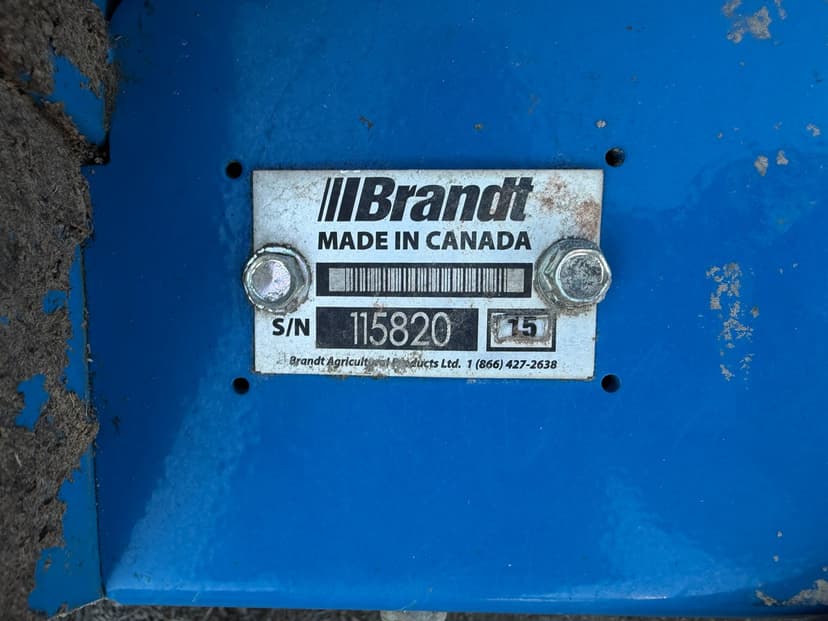 Brandt
MADE IN CANADA
S/N 115820 15
Brandt Agricultural Products Ltd. 1 (866) 427-2638